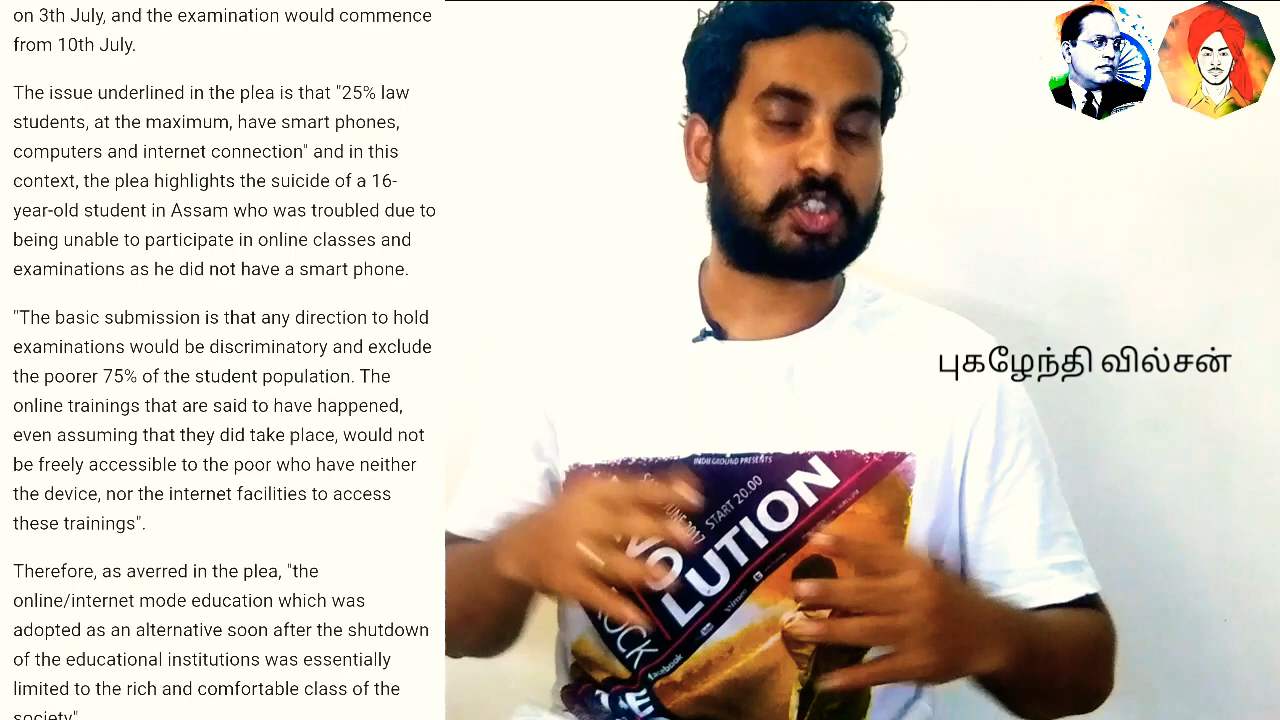 on 3th July, and the examination would commence
from 10th July.
The issue underlined in the plea is that "25% law
students, at the maximum, have smart phones,
computers and internet connection" and in this
context, the plea highlights the suicide of a 16-
year-old student in Assam who was troubled due to
being unable to participate in online classes and
examinations as he did not have a smart phone.
"The basic submission is that any direction to hold
examinations would be discriminatory and exclude
the poorer 75% of the student population. The
online trainings that are said to have happened,
even assuming that they did take place, would not
be freely accessible to the poor who have neither
the device, nor the internet facilities to access
these trainings".
Therefore, as averred in the plea, "the
online/internet mode education which was
adopted as an alternative soon after the shutdown
of the educational institutions was essentially
limited to the rich and comfortable class of the
society"
புகழேந்தி வில்சன்
INDIEGROUND PRESENTS
START 20.00
JUNE 2017
LUTION
vimeo
facebook